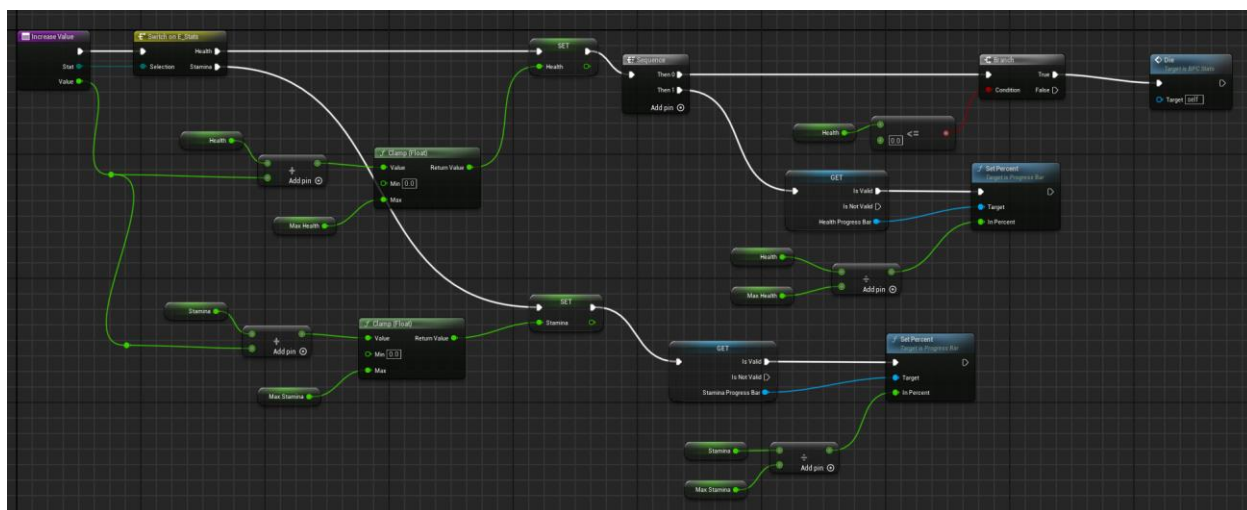 Increase Value
Stat
Value
Switch on E_Stats
Selection
Health
Stamina
SET
Health
Sequence
Then 0
Then 1
Add pin
Branch
Condition
True
False
Die
Target is BPC Stats
Target self
Health
0.0
<=
Health
+
Add pin
Clamp (Float)
Value
Return Value
Min 0.0
Max
Max Health
GET
Is Valid
Is Not Valid
Health Progress Bar
Set Percent
Target is Progress Bar
Target
In Percent
Health
Max Health
÷
Add pin
Stamina
+
Add pin
Clamp (Float)
Value
Return Value
Min 0.0
Max
Max Stamina
SET
Stamina
GET
Is Valid
Is Not Valid
Stamina Progress Bar
Set Percent
Target is Progress Bar
Target
In Percent
Stamina
Max Stamina
÷
Add pin